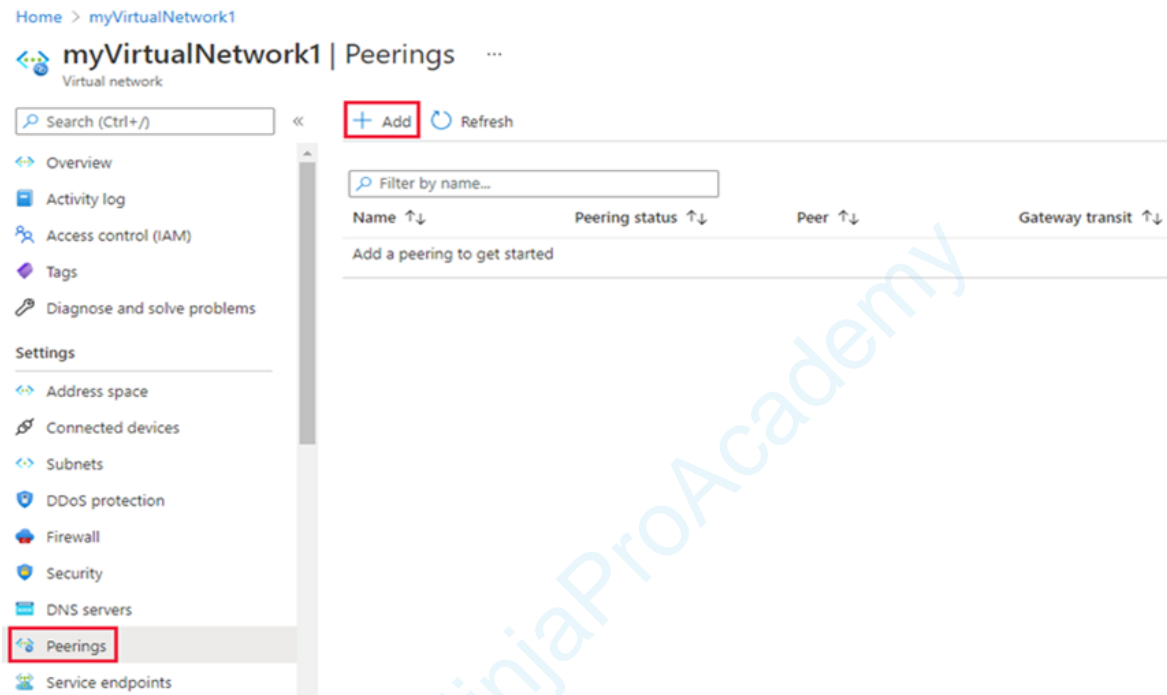 Home > myVirtualNetwork1
myVirtualNetwork1 | Peerings ...
Virtual network
Search (Ctrl+/)
«
+ Add
Refresh
Overview
Activity log
Access control (IAM)
Tags
Diagnose and solve problems
Settings
Address space
Connected devices
Subnets
DDoS protection
Firewall
Security
DNS servers
Peerings
Service endpoints
Filter by name...
Name ↑↓ Peering status ↑↓ Peer ↑↓ Gateway transit ↑↓
Add a peering to get started
injaProAcademy